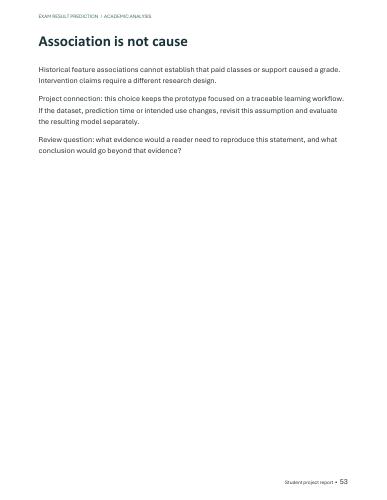 EXAM RESULT PREDICTION | ACADEMIC ANALYSIS
Association is not cause
Historical feature associations cannot establish that paid classes or support caused a grade.
Intervention claims require a different research design.
Project connection: this choice keeps the prototype focused on a traceable learning workflow.
If the dataset, prediction time or intended use changes, revisit this assumption and evaluate
the resulting model separately.
Review question: what evidence would a reader need to reproduce this statement, and what
conclusion would go beyond that evidence?
Student project report • 53